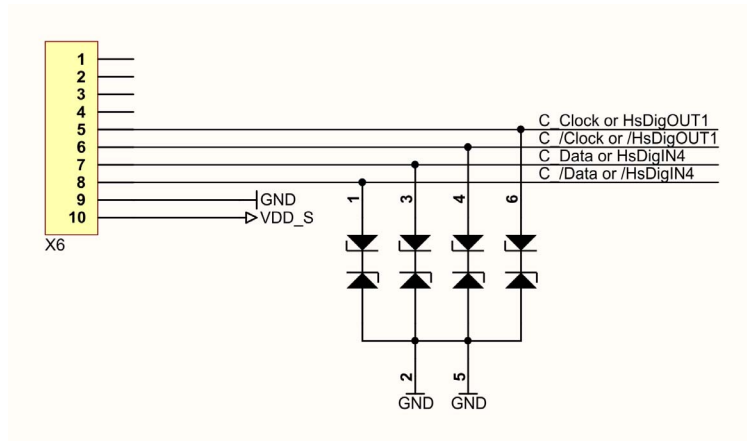 1
2
3
4
5 C_Clock or HsDigOUT1
6 C_/Clock or /HsDigOUT1
7 C_Data or HsDigIN4
8 C_/Data or /HsDigIN4
9 GND
10 VDD_S
X6
1 3 4 6
2 5
GND GND